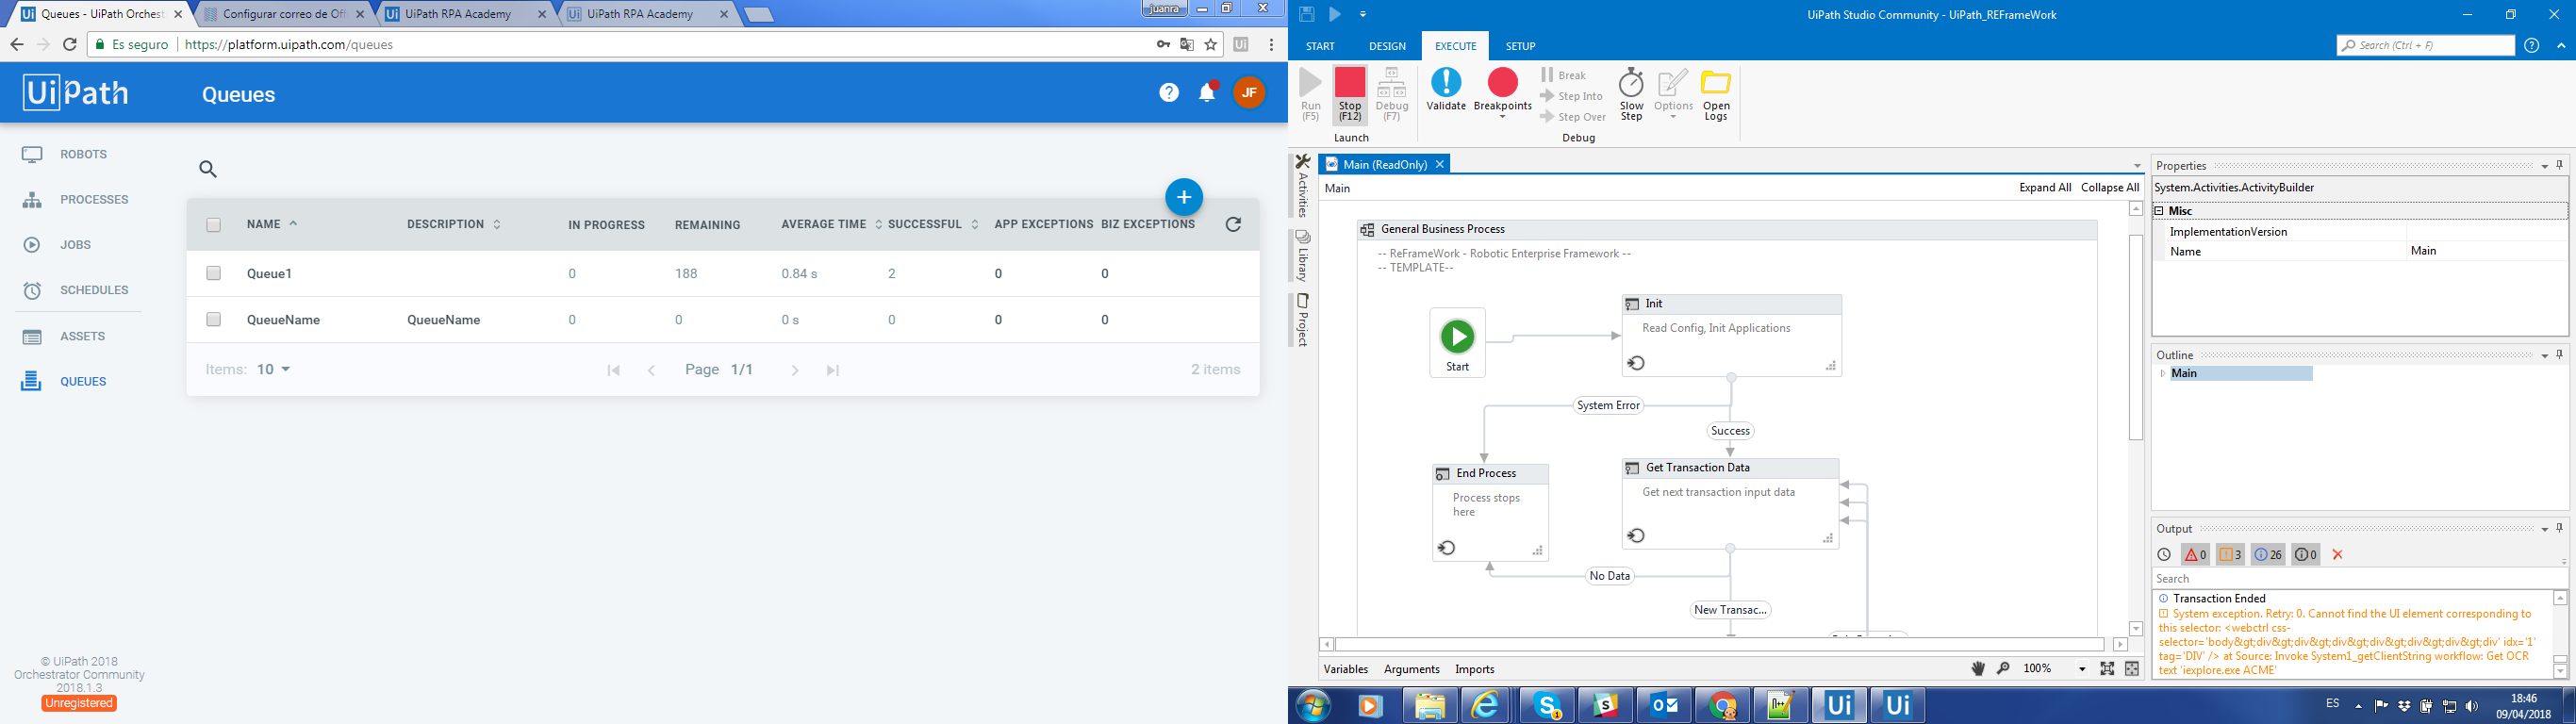 Queues - UiPath Orchest
Configurar correo de Off
UiPath RPA Academy
UiPath RPA Academy
juanra
Es seguro
https://platform.uipath.com/queues
UiPath
Queues
JF
ROBOTS
PROCESSES
JOBS
SCHEDULES
ASSETS
QUEUES
NAME DESCRIPTION IN PROGRESS REMAINING AVERAGE TIME SUCCESSFUL APP EXCEPTIONS BIZ EXCEPTIONS
Queue1 0 188 0.84 s 2 0 0
QueueName QueueName 0 0 0 s 0 0 0
Items: 10 Page 1/1 2 items
© UiPath 2018
Orchestrator Community
2018.1.3
Unregistered
UiPath Studio Community - UiPath_REFrameWork
START DESIGN EXECUTE SETUP
Search (Ctrl + F)
Run
(F5)
Stop
(F12)
Debug
(F7)
Launch
Validate
Breakpoints
Break
Step Into
Step Over
Slow
Step
Options
Open
Logs
Debug
Activities
Library
Project
Main (ReadOnly)
Main
Expand All Collapse All
General Business Process
-- ReFrameWork - Robotic Enterprise Framework --
-- TEMPLATE--
Start
Init
Read Config, Init Applications
System Error
Success
End Process
Process stops
here
Get Transaction Data
Get next transaction input data
No Data
New Transac...
Variables Arguments Imports
100%
Properties
System.Activities.ActivityBuilder
Misc
ImplementationVersion
Name Main
Outline
Main
Output
0 3 26 0
Search
Transaction Ended
System exception. Retry: 0. Cannot find the UI element corresponding to
this selector: <webctrl css-
selector='body&gt;div&gt;div&gt;div&gt;div&gt;div&gt;div' idx='1'
tag='DIV' /> at Source: Invoke System1_getClientString workflow: Get OCR
text 'iexplore.exe ACME'
ES
18:46
09/04/2018